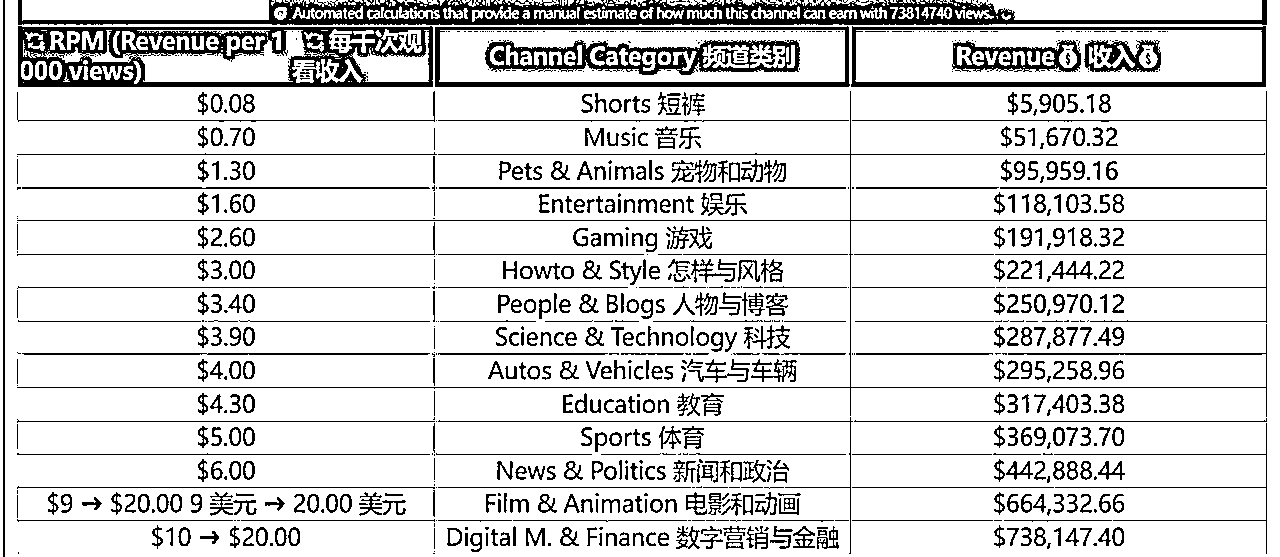 Automated calculations that provide a manual estimate of how much this channel can earn with 73814740 views.
RPM (Revenue per 1 000 views) 每千次观看收入 Channel Category 频道类别 Revenue 收入
$0.08 Shorts 短裤 $5,905.18
$0.70 Music 音乐 $51,670.32
$1.30 Pets & Animals 宠物和动物 $95,959.16
$1.60 Entertainment 娱乐 $118,103.58
$2.60 Gaming 游戏 $191,918.32
$3.00 Howto & Style 怎样与风格 $221,444.22
$3.40 People & Blogs 人物与博客 $250,970.12
$3.90 Science & Technology 科技 $287,877.49
$4.00 Autos & Vehicles 汽车与车辆 $295,258.96
$4.30 Education 教育 $317,403.38
$5.00 Sports 体育 $369,073.70
$6.00 News & Politics 新闻和政治 $442,888.44
$9 → $20.00 9 美元 → 20.00 美元 Film & Animation 电影和动画 $664,332.66
$10 → $20.00 Digital M. & Finance 数字营销与金融 $738,147.40